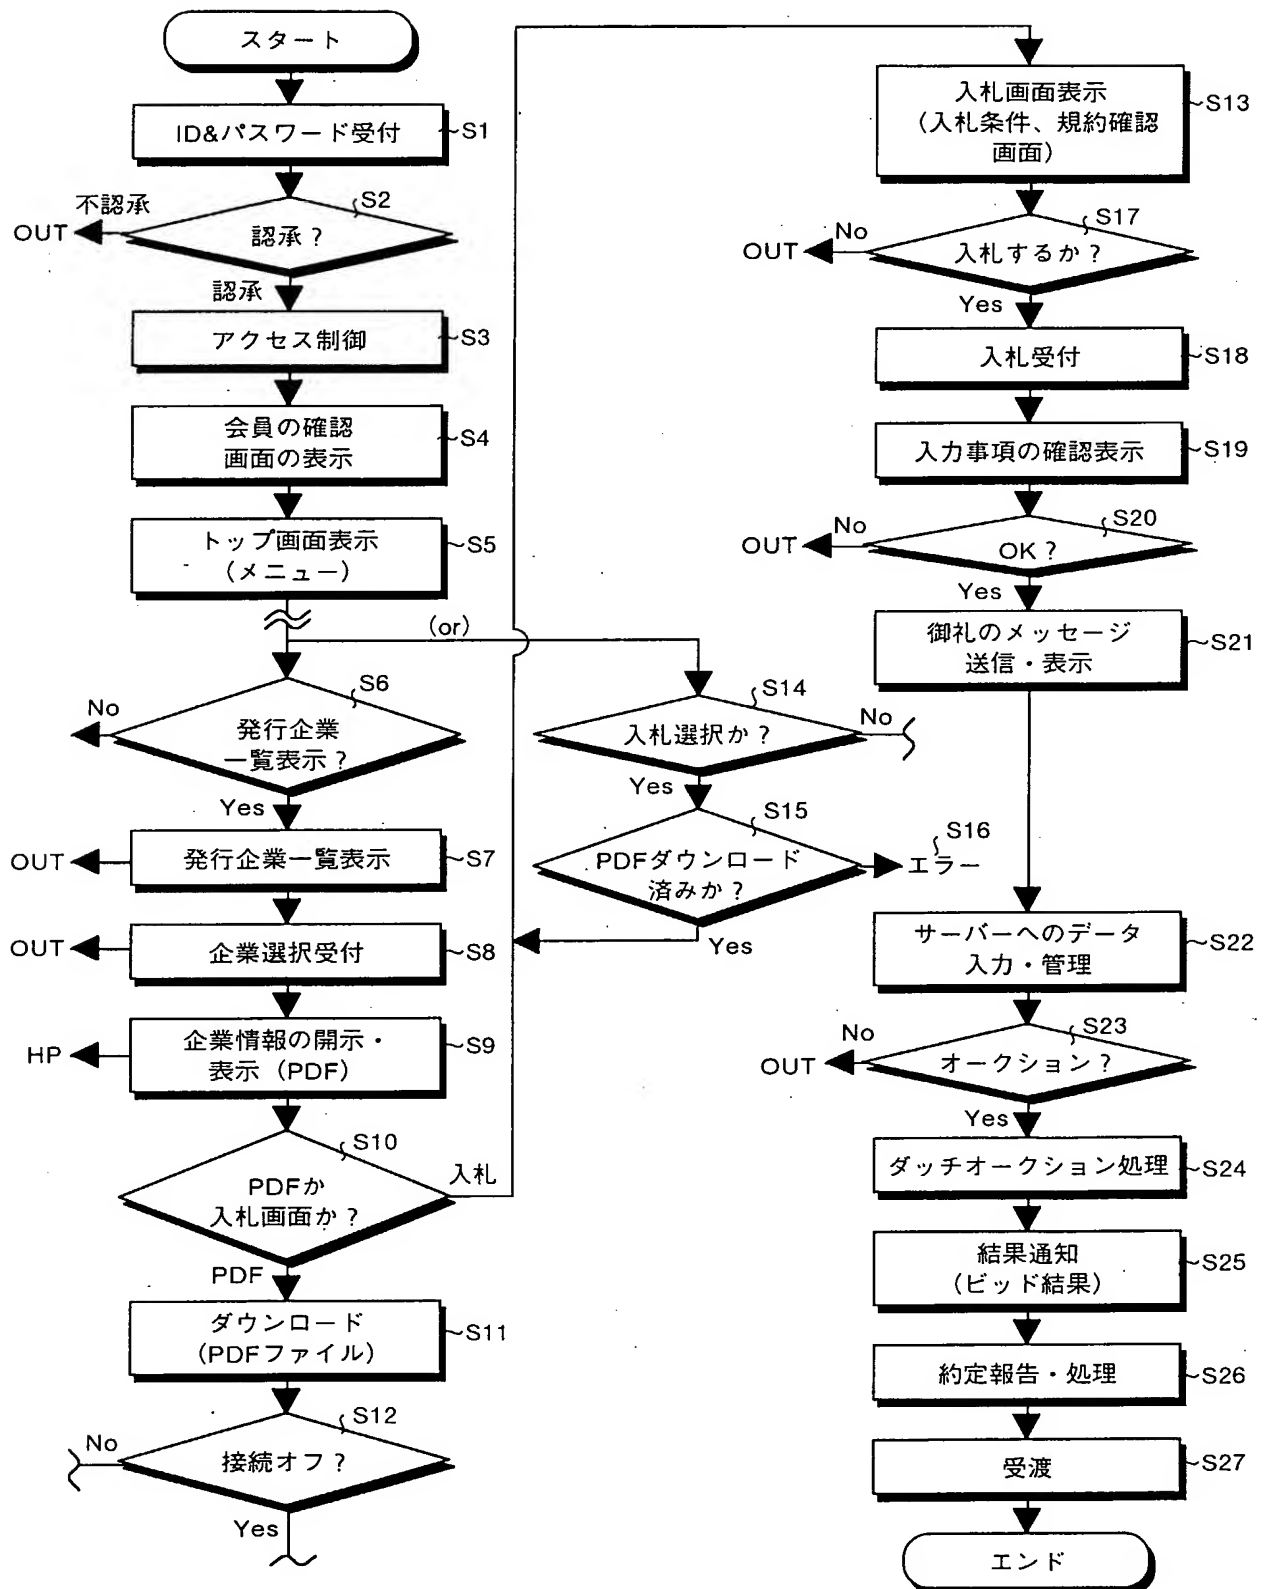 スタート
ID&パスワード受付
S1
S2
不認承
OUT
認承？
認承
アクセス制御
S3
会員の確認
画面の表示
S4
トップ画面表示
（メニュー）
S5
(or)
S6
No
発行企業
一覧表示？
Yes
発行企業一覧表示
S7
OUT
企業選択受付
S8
OUT
企業情報の開示・
表示（PDF）
S9
HP
S10
PDFか
入札画面か？
入札
PDF
ダウンロード
（PDFファイル）
S11
S12
No
接続オフ？
Yes
S14
入札選択か？
No
Yes
S15
PDFダウンロード
済みか？
S16
エラー
Yes
入札画面表示
（入札条件、規約確認
画面）
S13
S17
No
OUT
入札するか？
Yes
入札受付
S18
入力事項の確認表示
S19
S20
No
OUT
OK？
Yes
御礼のメッセージ
送信・表示
S21
サーバーへのデータ
入力・管理
S22
S23
No
OUT
オークション？
Yes
ダッチオークション処理
S24
結果通知
（ビッド結果）
S25
約定報告・処理
S26
受渡
S27
エンド